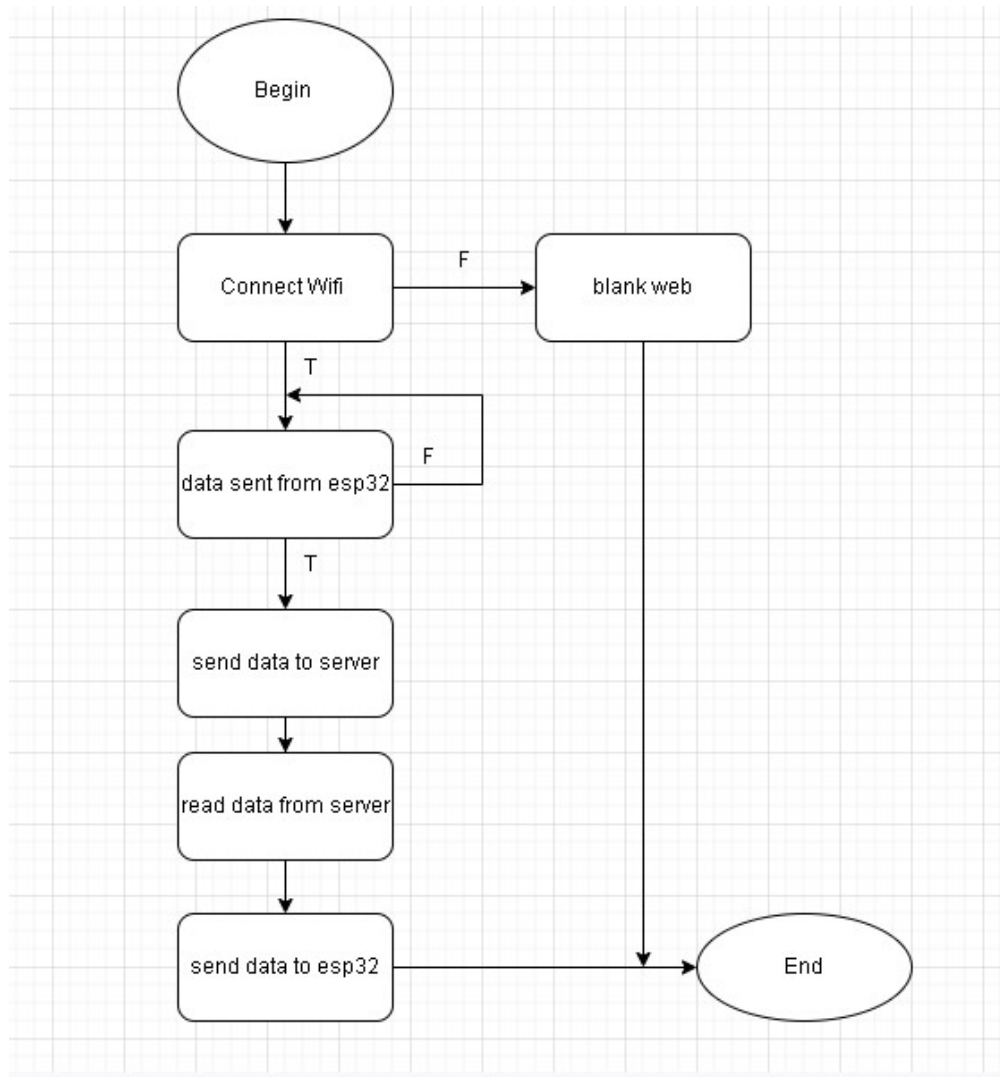 Begin
Connect Wifi
F
blank web
T
data sent from esp32
F
T
send data to server
read data from server
send data to esp32
End